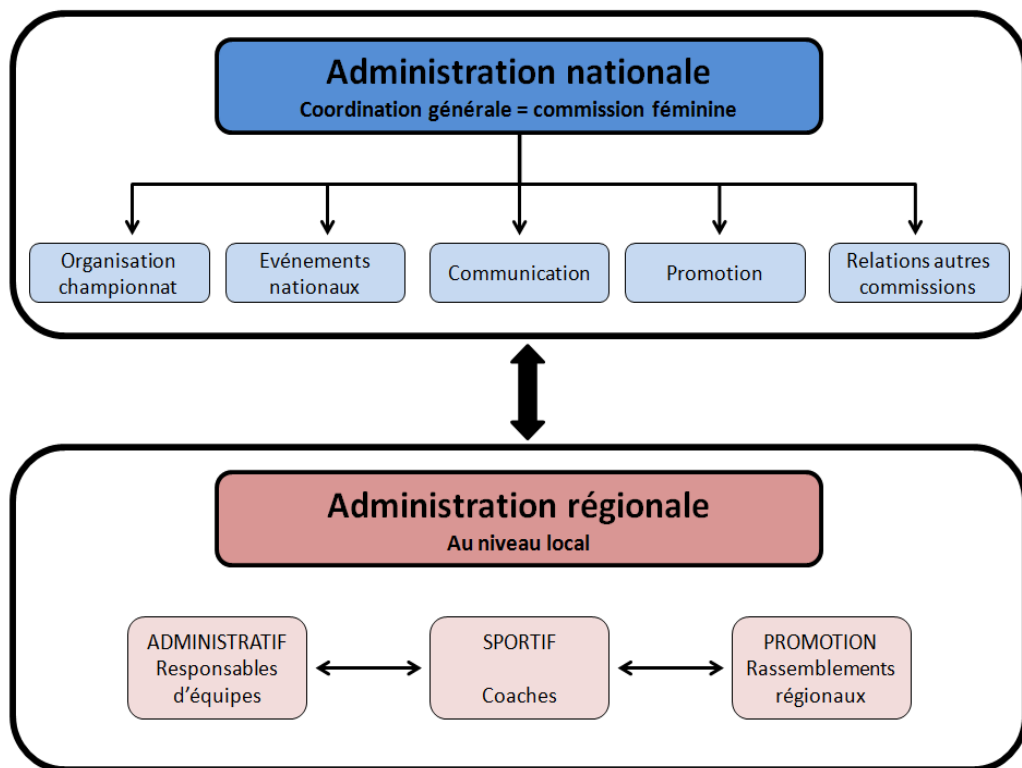 Administration nationale
Coordination générale = commission féminine
Organisation
championnat
Evénements
nationaux
Communication
Promotion
Relations autres
commissions
Administration régionale
Au niveau local
ADMINISTRATIF
Responsables
d'équipes
SPORTIF
Coaches
PROMOTION
Rassemblements
régionaux